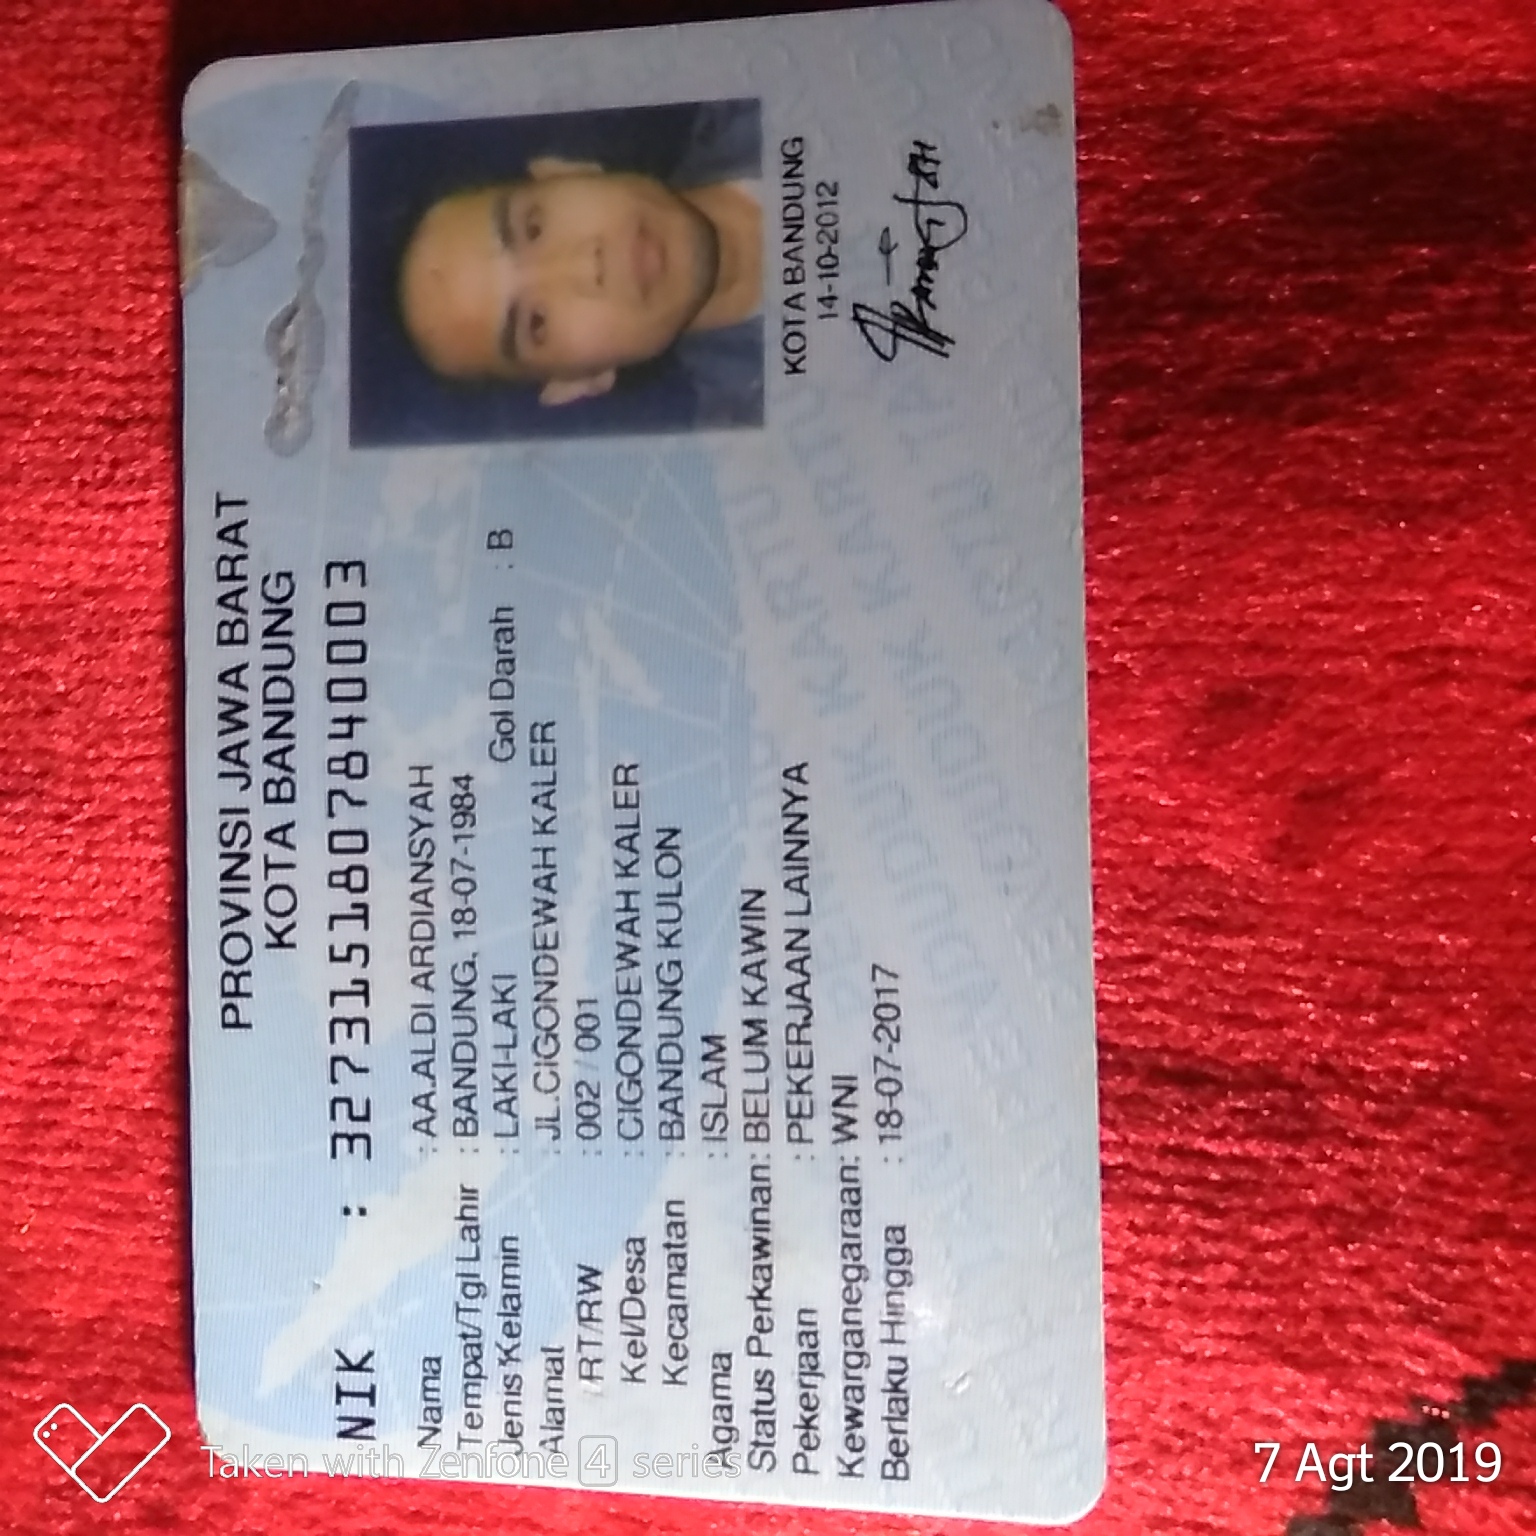 PROVINSI JAWA BARAT
KOTA BANDUNG
NIK : 3273151807840003
Nama : AA.ALDI ARDIANSYAH
Tempat/Tgl Lahir : BANDUNG, 18-07-1984
Jenis Kelamin : LAKI-LAKI Gol Darah : B
Alamat : JL.CIGONDEWAH KALER
RT/RW : 002 / 001
Kel/Desa : CIGONDEWAH KALER
Kecamatan : BANDUNG KULON
Agama : ISLAM
Status Perkawinan: BELUM KAWIN
Pekerjaan : PEKERJAAN LAINNYA
Kewarganegaraan: WNI
Berlaku Hingga : 18-07-2017
KOTA BANDUNG
14-10-2012
Taken with Zenfone 4 series
7 Agt 2019